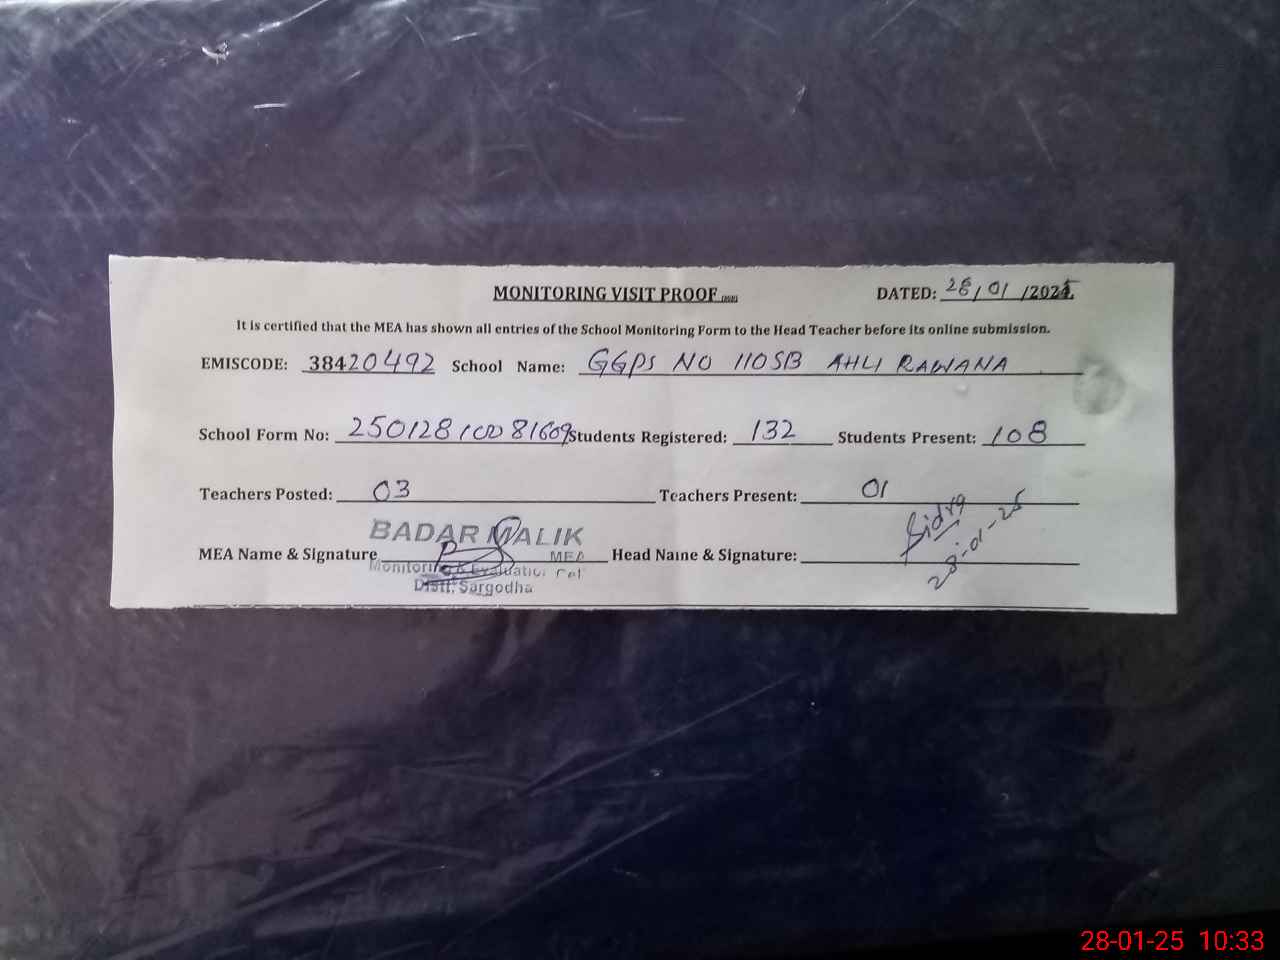 MONITORING VISIT PROOF DATED: 28/01/2025
It is certified that the MEA has shown all entries of the School Monitoring Form to the Head Teacher before its online submission.
EMISCODE: 38420492 School Name: GGPS NO 110SB AHLI RAWANA
School Form No: Students Registered: 132 Students Present: 108
Teachers Posted: 03 Teachers Present: 01
BADAR MALIK
MEA Name & Signature MEA Head Name & Signature: Sidra
Monitoring & Evaluation Cell 28-01-25
Distt: Sargodha
28-01-25 10:33